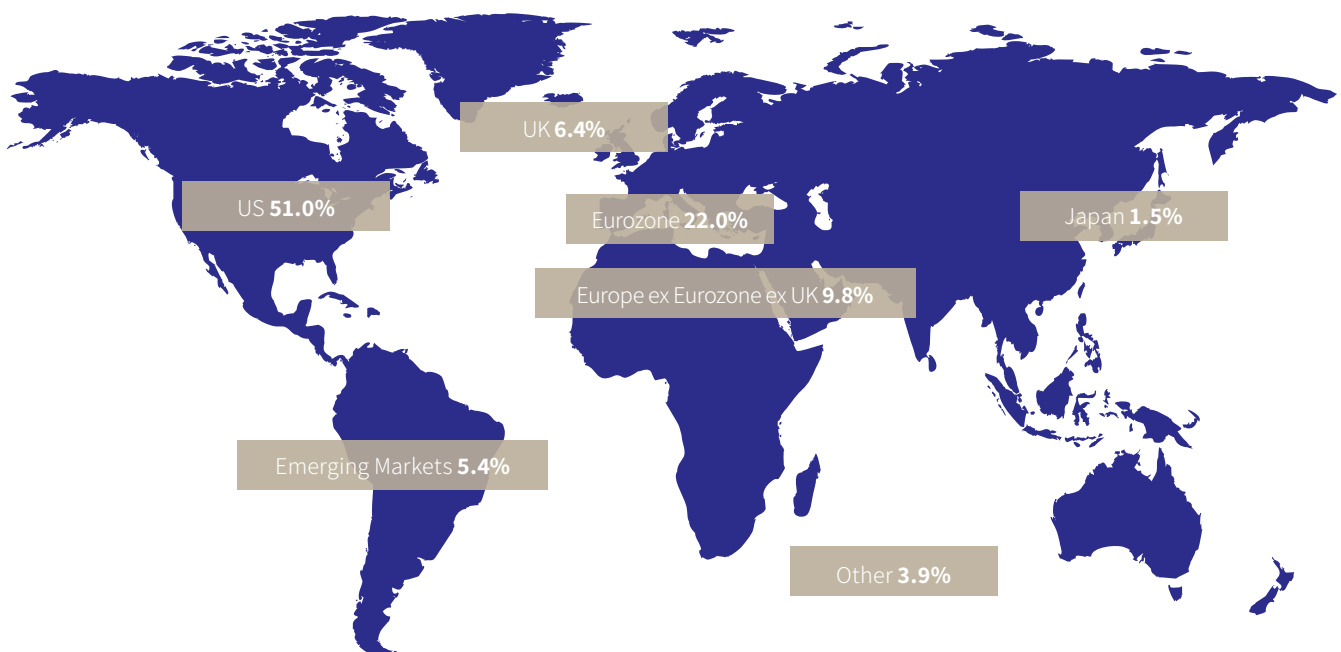 UK 6.4%
US 51.0%
Eurozone 22.0%
Japan 1.5%
Europe ex Eurozone ex UK 9.8%
Emerging Markets 5.4%
Other 3.9%